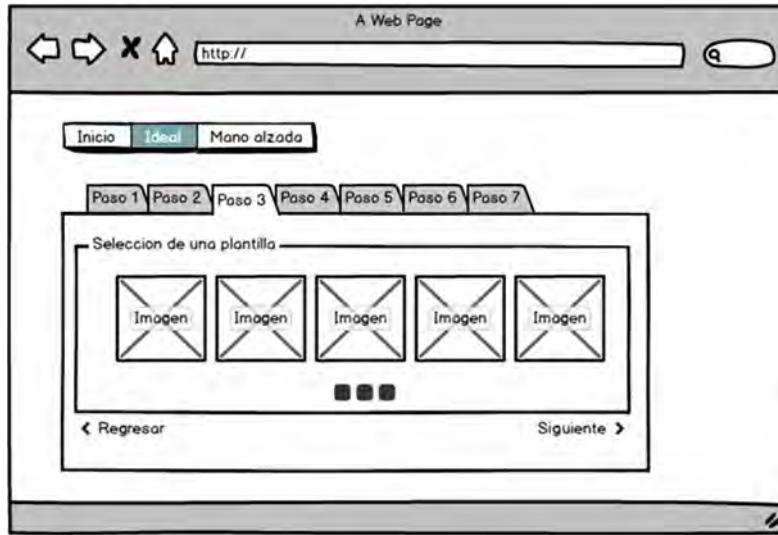 A Web Page
http://
Inicio Ideal Mano alzada
Paso 1 Paso 2 Paso 3 Paso 4 Paso 5 Paso 6 Paso 7
Seleccion de una plantilla
Imagen Imagen Imagen Imagen Imagen
Regresar Siguiente